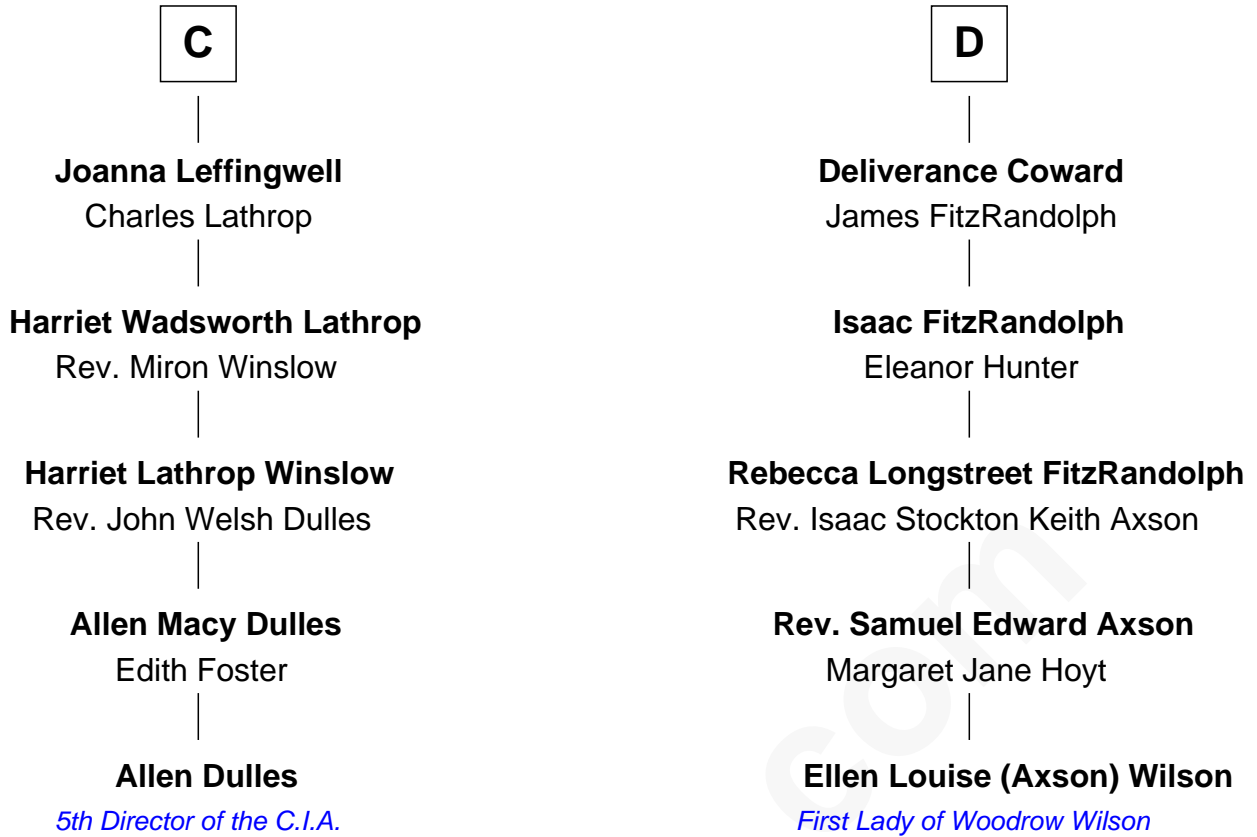 C
Joanna Leffingwell
Charles Lathrop
Harriet Wadsworth Lathrop
Rev. Miron Winslow
Harriet Lathrop Winslow
Rev. John Welsh Dulles
Allen Macy Dulles
Edith Foster
Allen Dulles
5th Director of the C.I.A.
D
Deliverance Coward
James FitzRandolph
Isaac FitzRandolph
Eleanor Hunter
Rebecca Longstreet FitzRandolph
Rev. Isaac Stockton Keith Axson
Rev. Samuel Edward Axson
Margaret Jane Hoyt
Ellen Louise (Axson) Wilson
First Lady of Woodrow Wilson
com